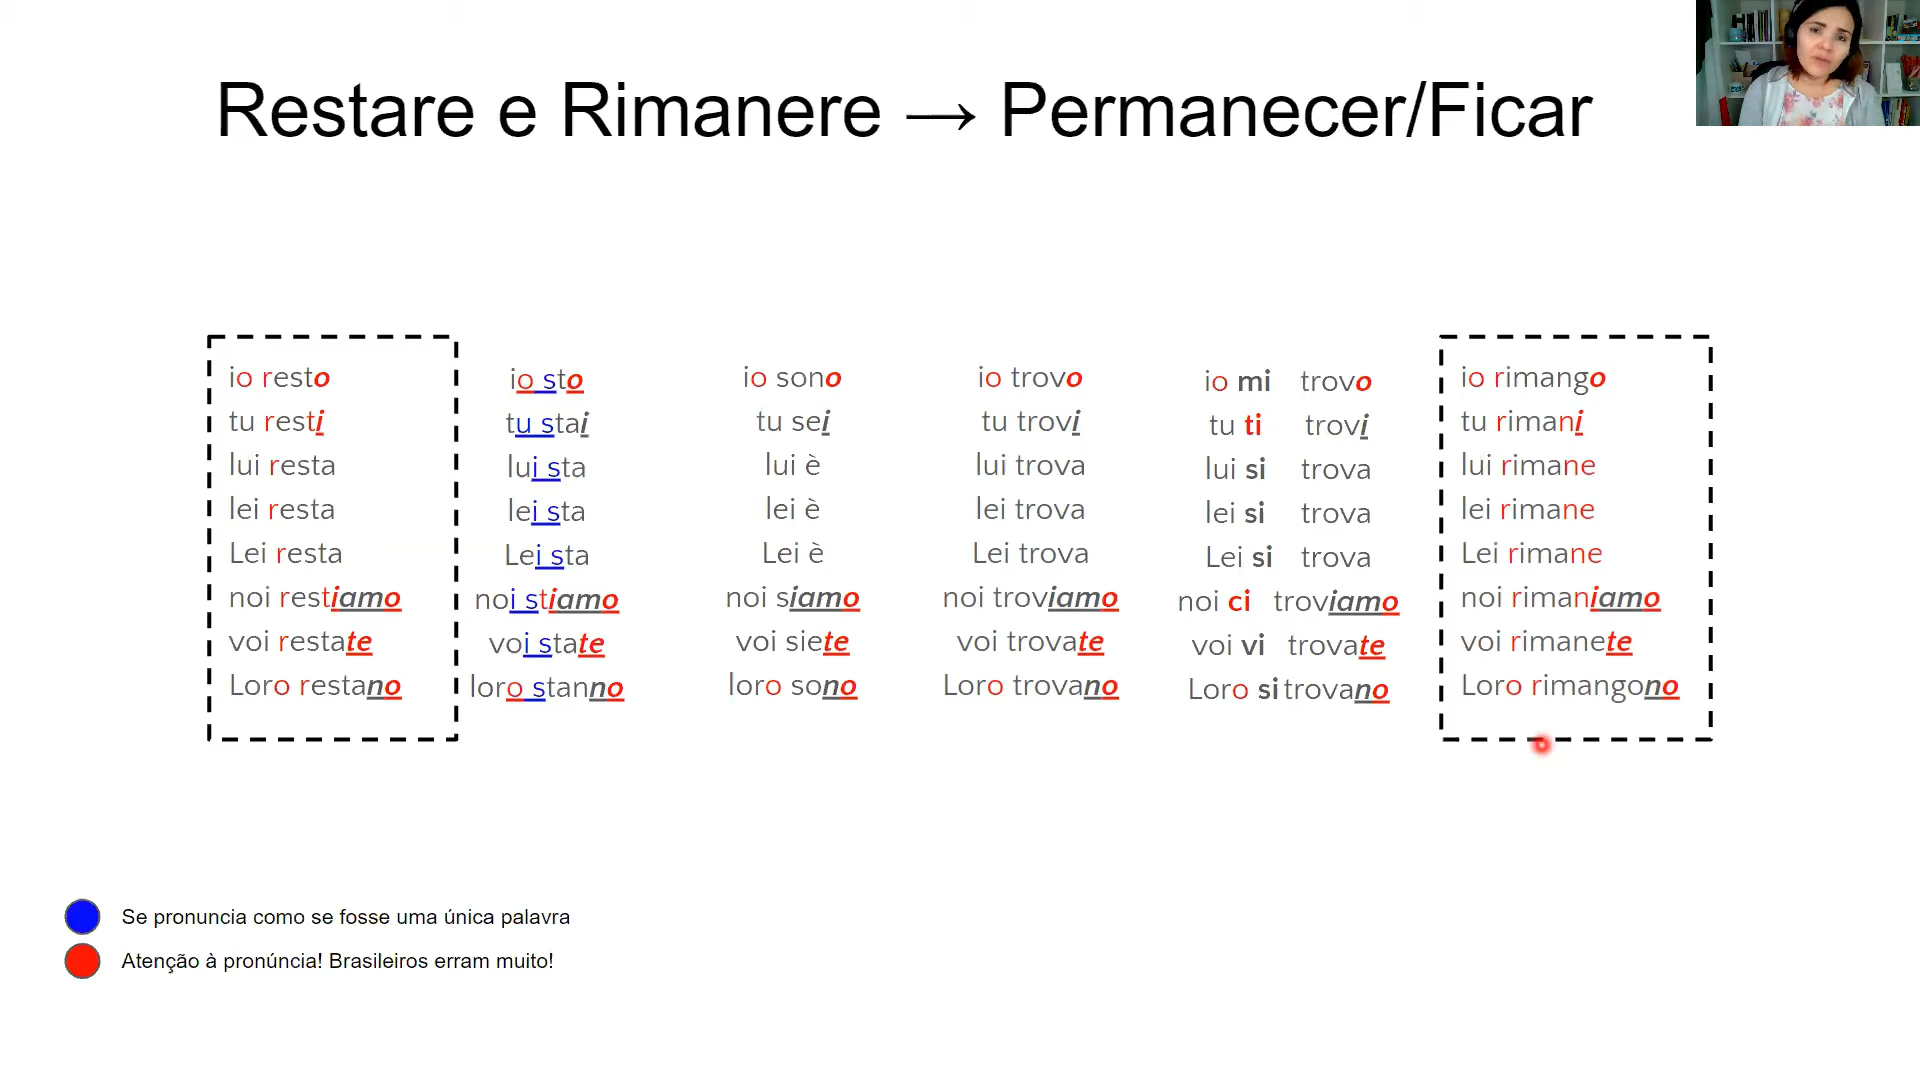 Restare e Rimanere → Permanecer/Ficar
io resto
tu resti
lui resta
lei resta
Lei resta
noi restiamo
voi restate
Loro restano
io sto
tu stai
lui sta
lei sta
Lei sta
noi stiamo
voi state
loro stanno
io sono
tu sei
lui è
lei è
Lei è
noi siamo
voi siete
loro sono
io trovo
tu trovi
lui trova
lei trova
Lei trova
noi troviamo
voi trovate
Loro trovano
io mi trovo
tu ti trovi
lui si trova
lei si trova
Lei si trova
noi ci troviamo
voi vi trovate
Loro si trovano
io rimango
tu rimani
lui rimane
lei rimane
Lei rimane
noi rimaniamo
voi rimanete
Loro rimangono
Se pronuncia como se fosse uma única palavra
Atenção à pronúncia! Brasileiros erram muito!